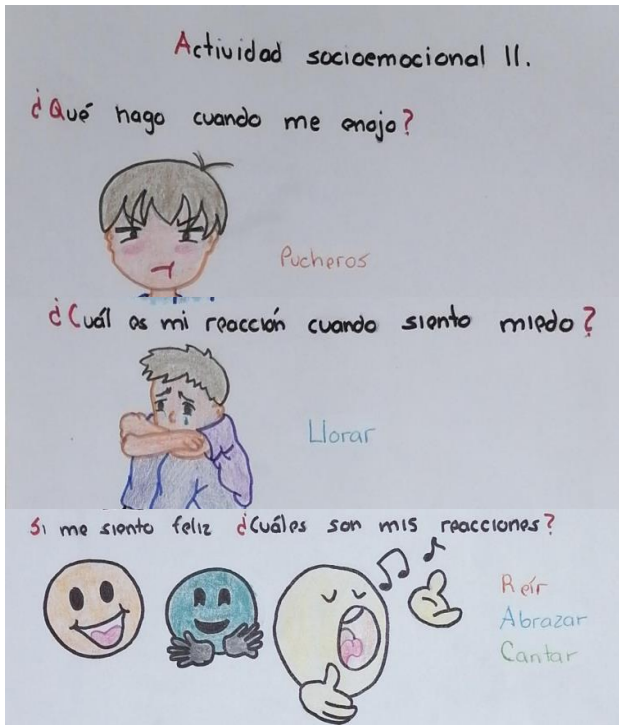 Actividad socioemocional II.
¿Qué hago cuando me enojo?
Pucheros
¿Cuál es mi reacción cuando siento miedo?
Llorar
Si me siento feliz ¿Cuáles son mis reacciones?
Reír
Abrazar
Cantar